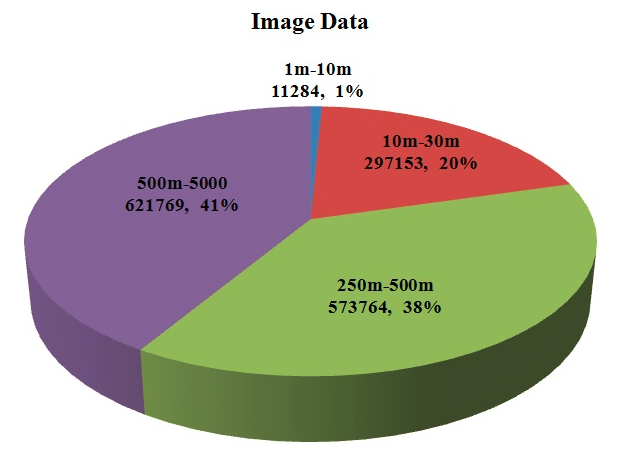 Image Data
1m-10m
11284, 1%
10m-30m
297153, 20%
500m-5000
621769, 41%
250m-500m
573764, 38%